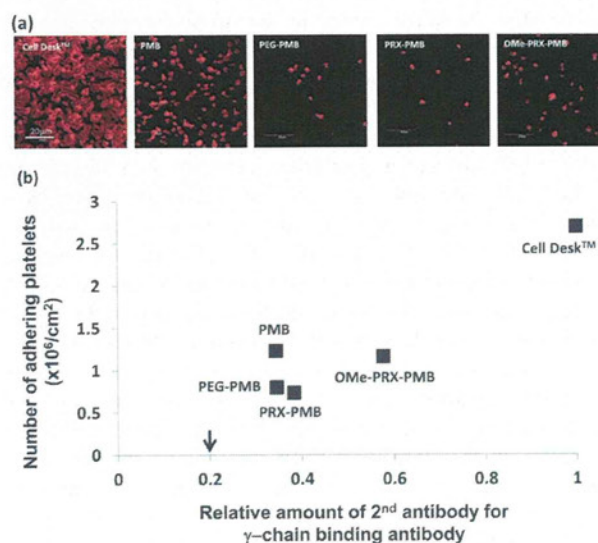 (a)
Cell Desk™ PMB PEG-PMB PRX-PMB OMe-PRX-PMB
20μm
(b)
Number of adhering platelets
(x10⁶/cm²)
3
2.5
2
1.5
1
0.5
0
Cell Desk™
PMB
PEG-PMB
PRX-PMB
OMe-PRX-PMB
0 0.2 0.4 0.6 0.8 1
Relative amount of 2ⁿᵈ antibody for
γ–chain binding antibody